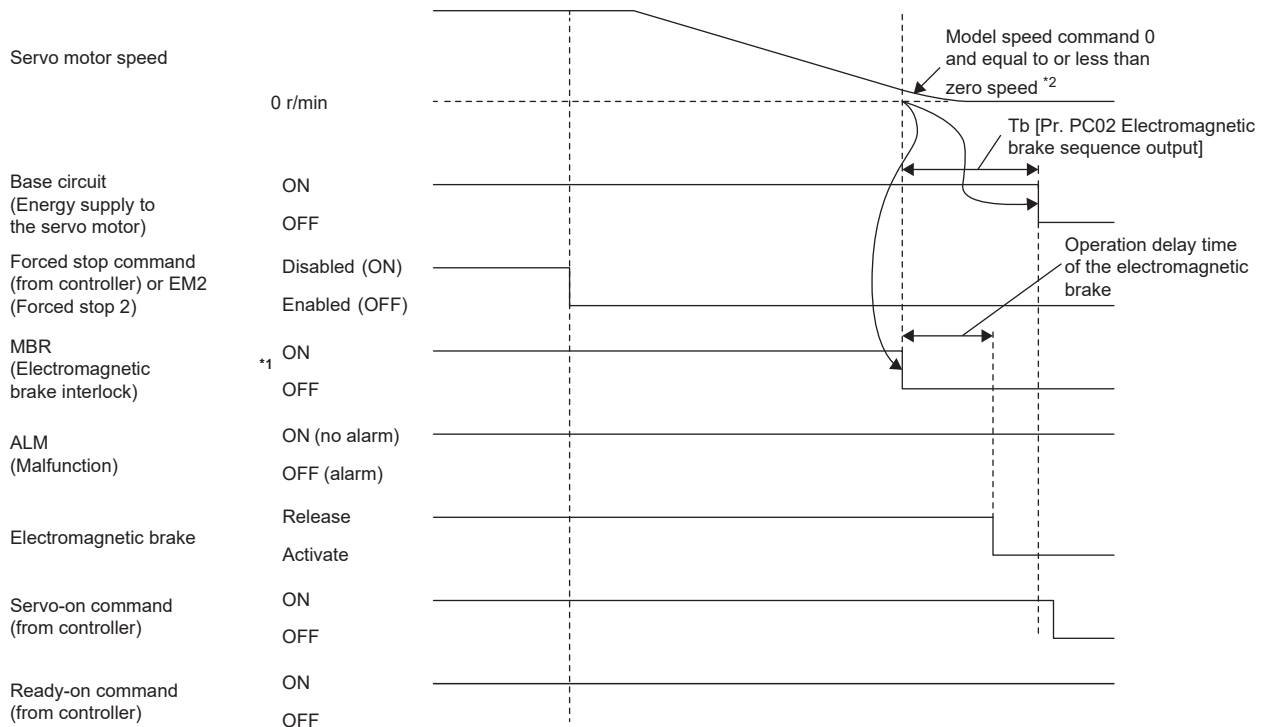 Servo motor speed
0 r/min
Model speed command 0
and equal to or less than
zero speed *2
Tb [Pr. PC02 Electromagnetic
brake sequence output]
Base circuit
(Energy supply to
the servo motor)
ON
OFF
Forced stop command
(from controller) or EM2
(Forced stop 2)
Disabled (ON)
Enabled (OFF)
Operation delay time
of the electromagnetic
brake
MBR
(Electromagnetic
brake interlock)
*1
ON
OFF
ALM
(Malfunction)
ON (no alarm)
OFF (alarm)
Electromagnetic brake
Release
Activate
Servo-on command
(from controller)
ON
OFF
Ready-on command
(from controller)
ON
OFF